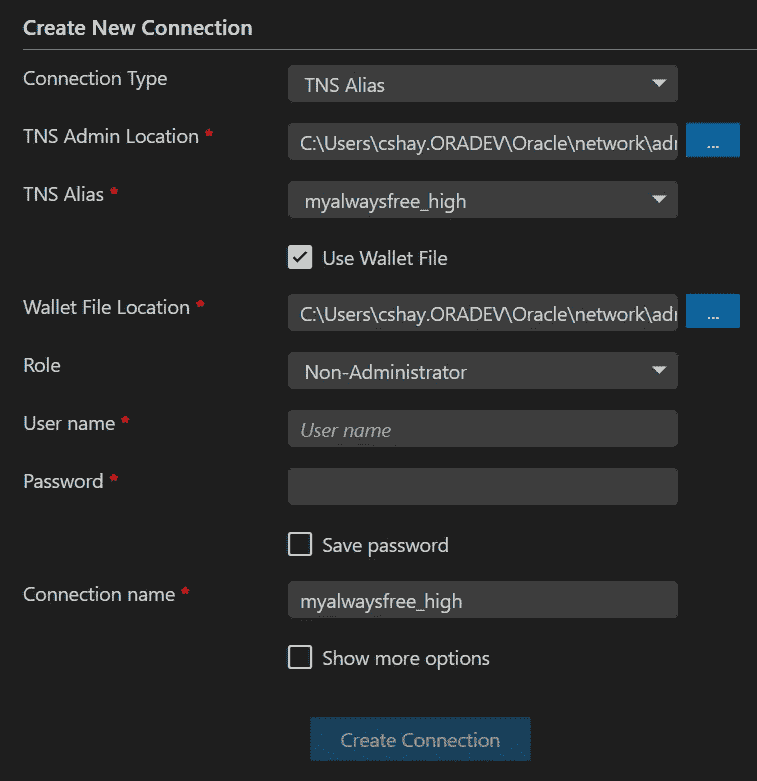 Create New Connection
Connection Type
TNS Alias
TNS Admin Location *
C:\Users\cshay.ORADEV\Oracle\network\adm
...
TNS Alias *
myalwaysfree_high
Use Wallet File
Wallet File Location *
C:\Users\cshay.ORADEV\Oracle\network\adm
...
Role
Non-Administrator
User name *
User name
Password *
Save password
Connection name *
myalwaysfree_high
Show more options
Create Connection